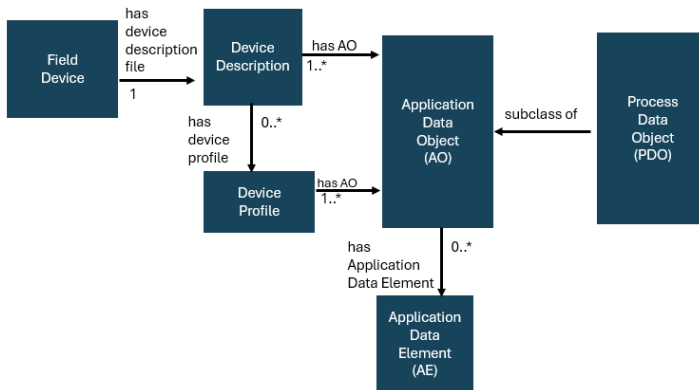 Field
Device
has
device
description
file
1
Device
Description
has AO
1..*
has
device
profile
0..*
Device
Profile
has AO
1..*
Application
Data
Object
(AO)
subclass of
Process
Data
Object
(PDO)
has
Application
Data Element
0..*
Application
Data
Element
(AE)